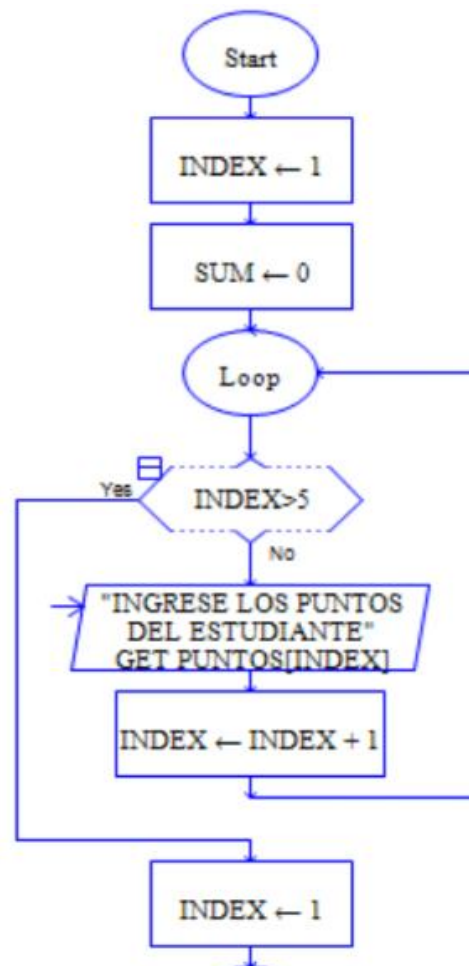 Start
INDEX ← 1
SUM ← 0
Loop
Yes
INDEX>5
No
"INGRESE LOS PUNTOS
DEL ESTUDIANTE"
GET PUNTOS[INDEX]
INDEX ← INDEX + 1
INDEX ← 1